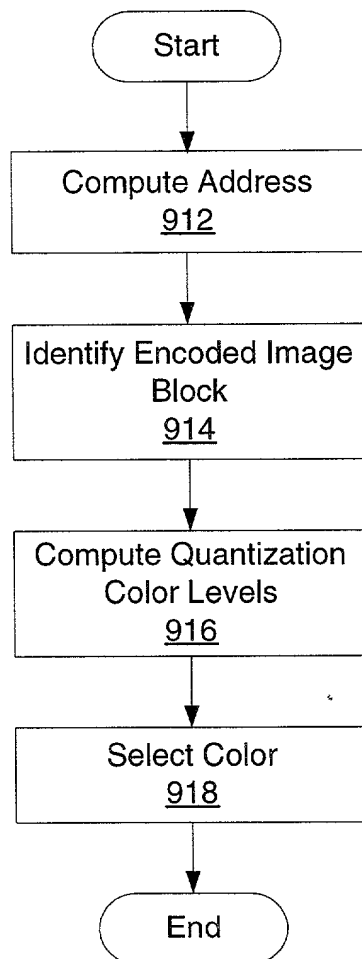 Start
Compute Address
912
Identify Encoded Image
Block
914
Compute Quantization
Color Levels
916
Select Color
918
End